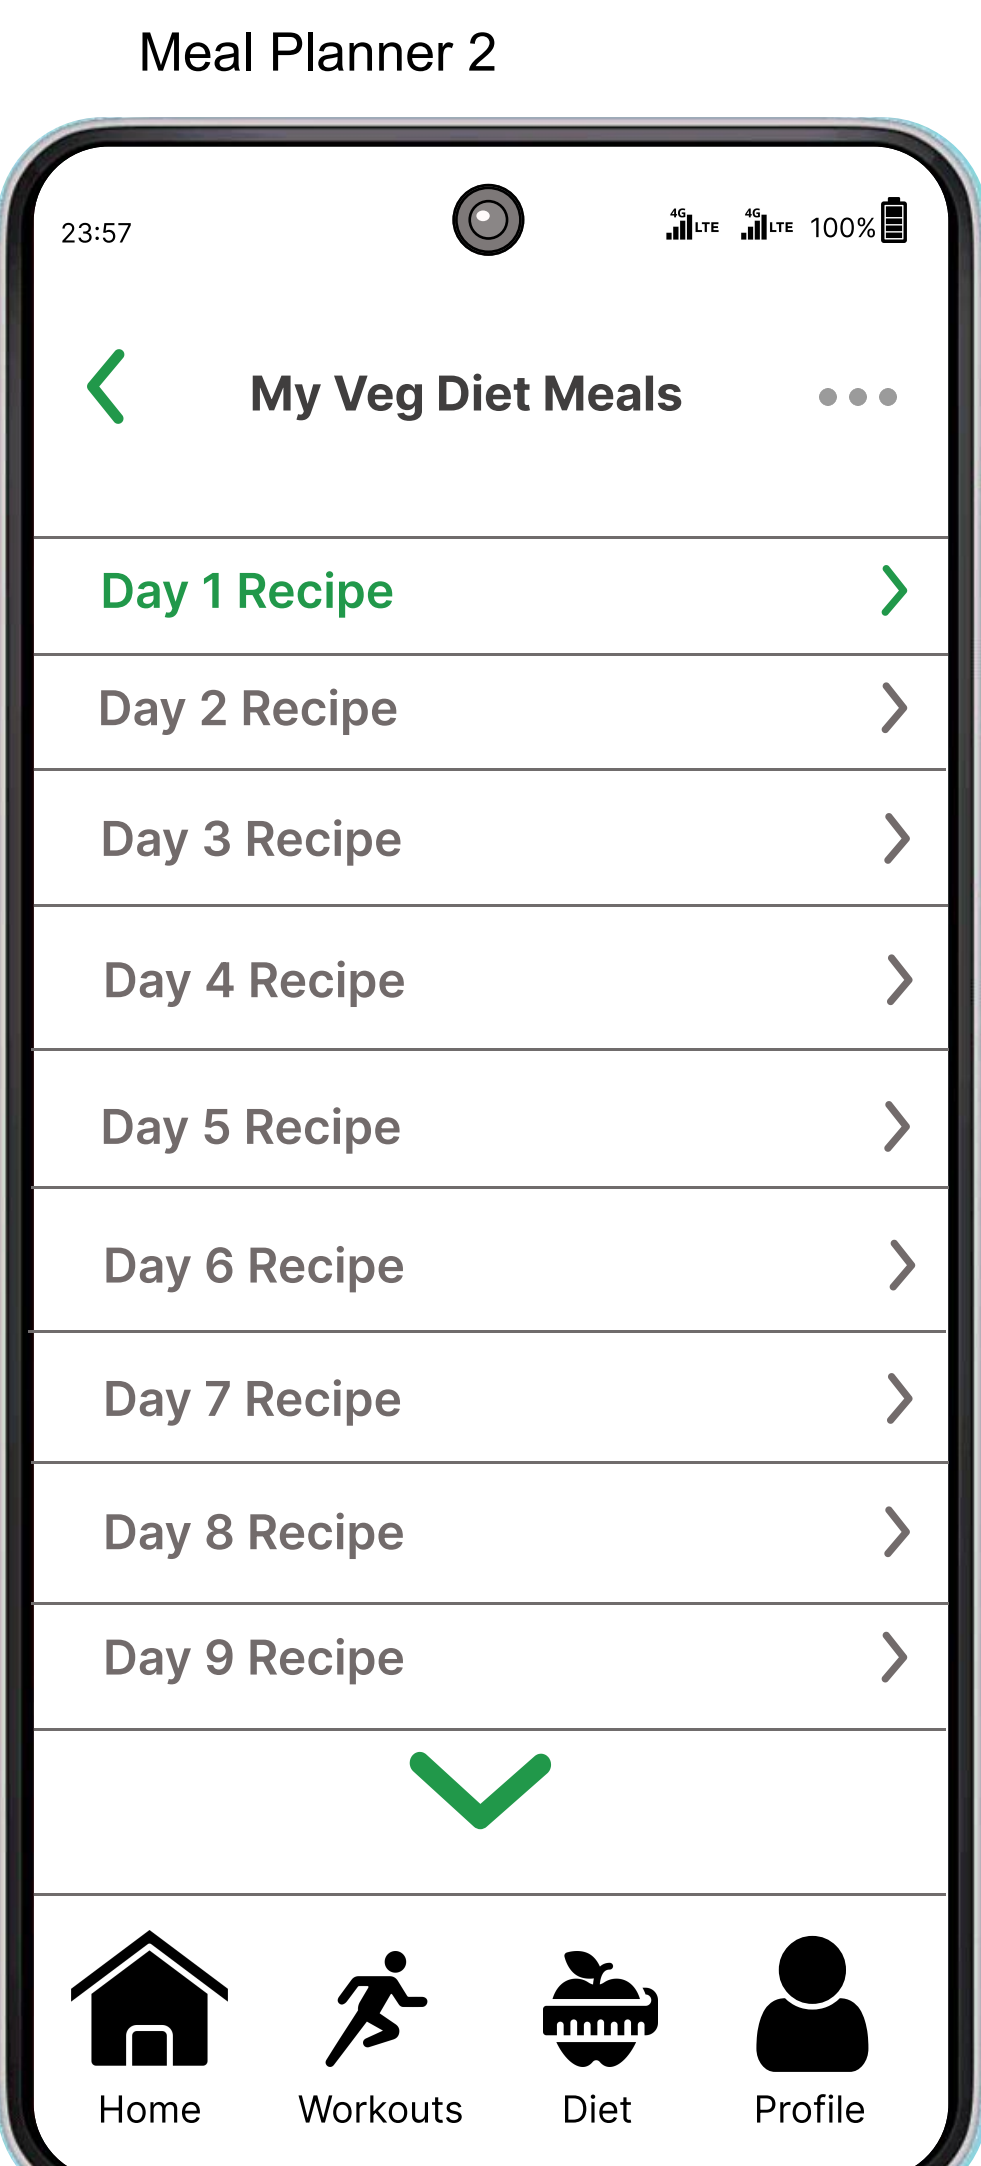 Meal Planner 2
23:57
4G LTE 4G LTE 100%
My Veg Diet Meals
Day 1 Recipe
Day 2 Recipe
Day 3 Recipe
Day 4 Recipe
Day 5 Recipe
Day 6 Recipe
Day 7 Recipe
Day 8 Recipe
Day 9 Recipe
Home Workouts Diet Profile